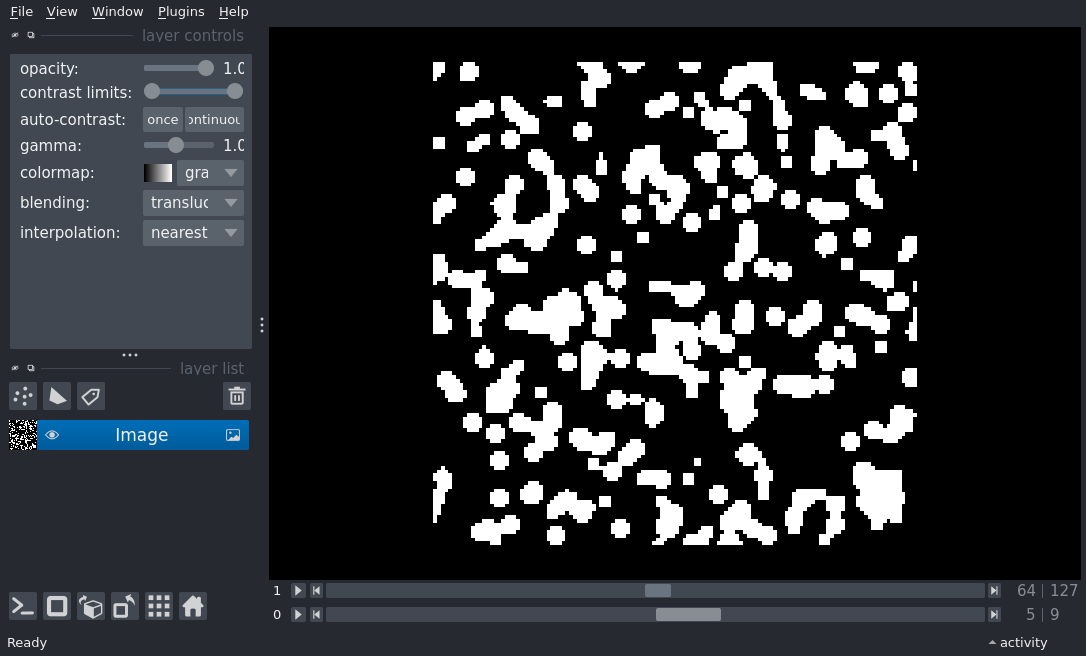 File View Window Plugins Help
layer controls
opacity: 1.0
contrast limits:
auto-contrast: once ontinuou
gamma: 1.0
colormap: gra
blending: transluc
interpolation: nearest
layer list
Image
1 64 | 127
0 5 | 9
Ready activity